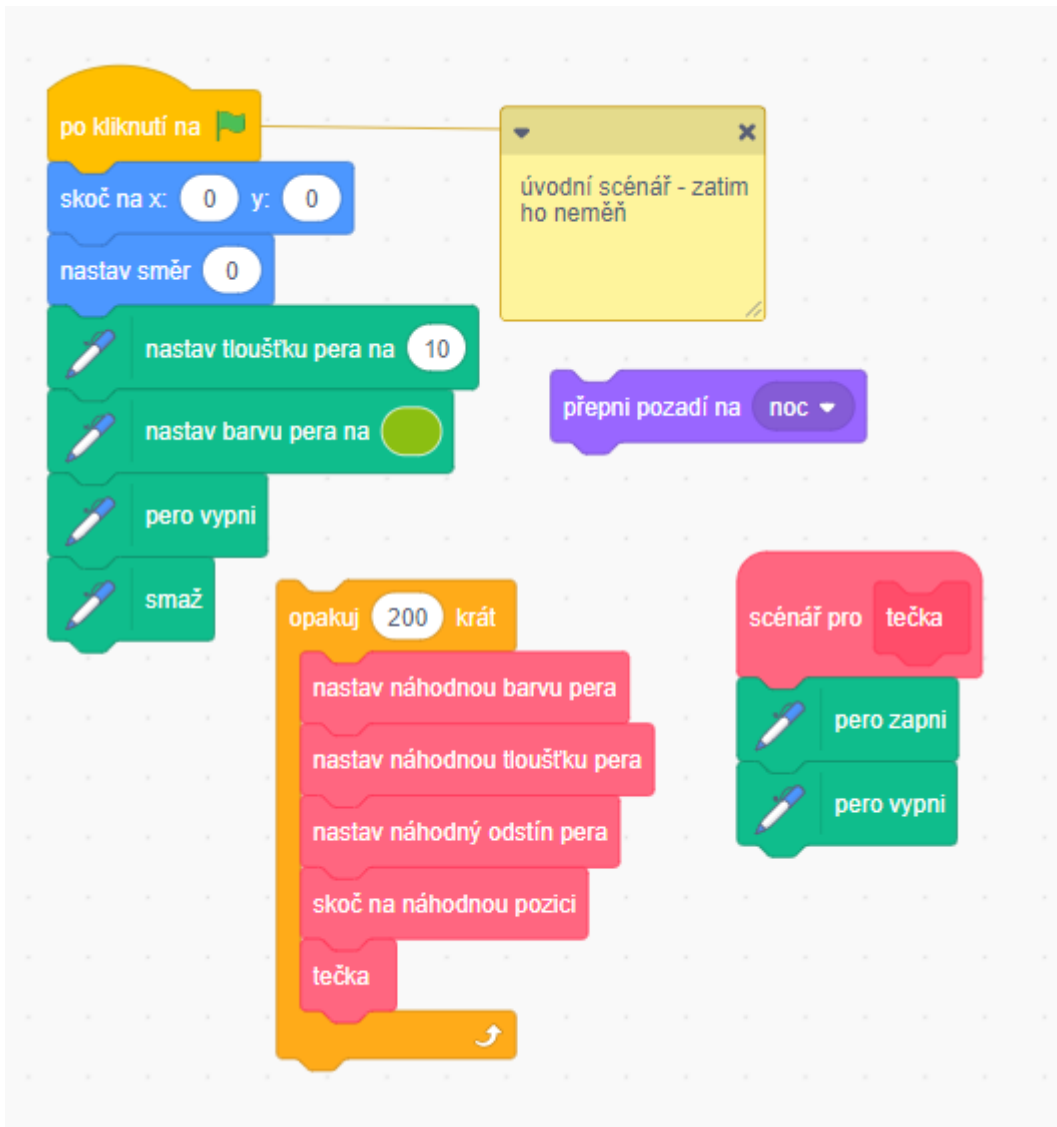 po kliknutí na
skoč na x: 0 y: 0
nastav směr 0
nastav tloušťku pera na 10
nastav barvu pera na
pero vypni
smaž
úvodní scénář - zatim
ho neměň
přepni pozadí na noc
opakuj 200 krát
nastav náhodnou barvu pera
nastav náhodnou tloušťku pera
nastav náhodný odstín pera
skoč na náhodnou pozici
tečka
scénář pro tečka
pero zapni
pero vypni